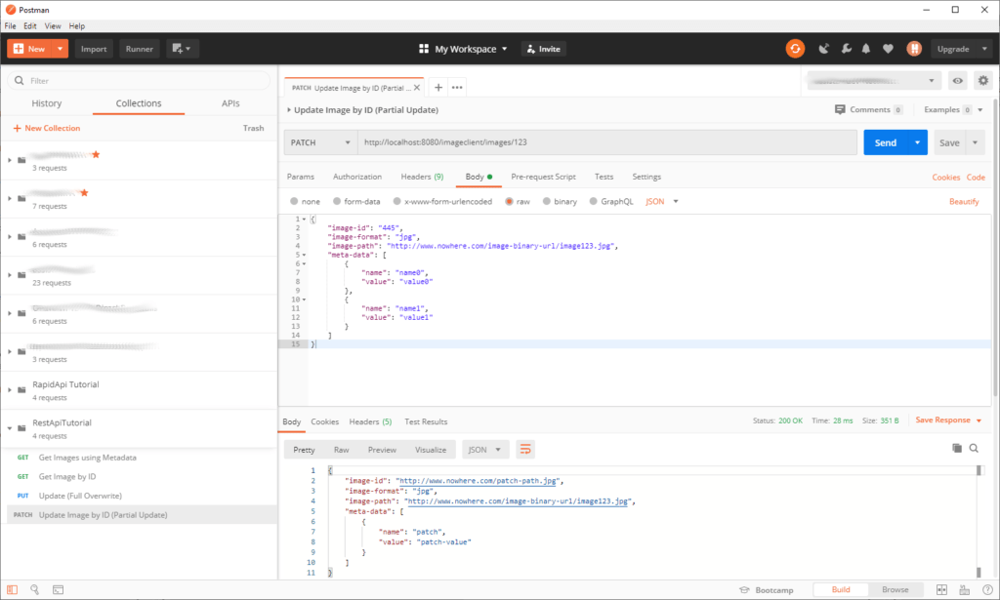 Postman
File Edit View Help
New Import Runner My Workspace Invite Upgrade
Filter
History Collections APIs
+ New Collection Trash
3 requests
7 requests
6 requests
23 requests
6 requests
3 requests
RapidApi Tutorial
4 requests
RestApiTutorial
4 requests
GET Get Images using Metadata
GET Get Image by ID
PUT Update (Full Overwrite)
PATCH Update Image by ID (Partial Update)
PATCH Update Image by ID (Partial ...
Update Image by ID (Partial Update) Comments 0 Examples 0
PATCH http://localhost:8080/imageclient/images/123 Send Save
Params Authorization Headers (9) Body Pre-request Script Tests Settings Cookies Code
none form-data x-www-form-urlencoded raw binary GraphQL JSON Beautify
1 {
2 "image-id": "445",
3 "image-format": "jpg",
4 "image-path": "http://www.nowhere.com/image-binary-url/image123.jpg",
5 "meta-data": [
6 {
7 "name": "name0",
8 "value": "value0"
9 },
10 {
11 "name": "name1",
12 "value": "value1"
13 }
14 ]
15 }
Body Cookies Headers (5) Test Results Status: 200 OK Time: 28 ms Size: 351 B Save Response
Pretty Raw Preview Visualize JSON
1 {
2 "image-id": "http://www.nowhere.com/patch-path.jpg",
3 "image-format": "jpg",
4 "image-path": "http://www.nowhere.com/image-binary-url/image123.jpg",
5 "meta-data": [
6 {
7 "name": "patch",
8 "value": "patch-value"
9 }
10 ]
11 }
Bootcamp Build Browse